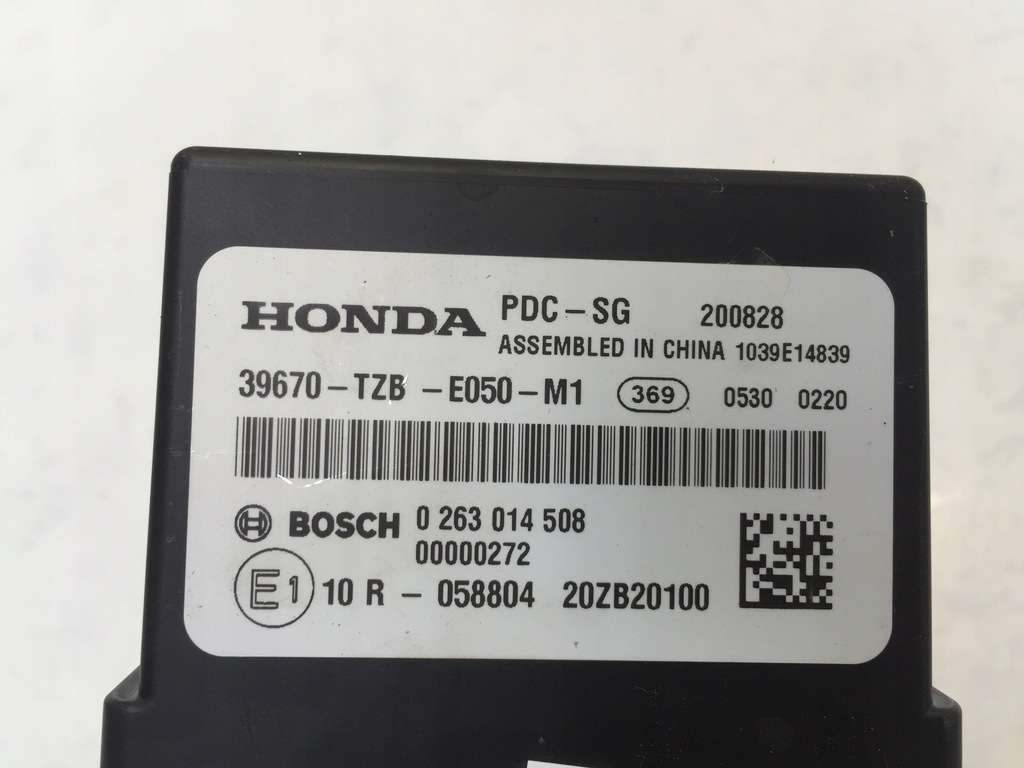 HONDA PDC-SG 200828
ASSEMBLED IN CHINA 1039E14839
39670-TZB -E050-M1 369 0530 0220
BOSCH 0 263 014 508
00000272
E1 10 R - 058804 20ZB20100